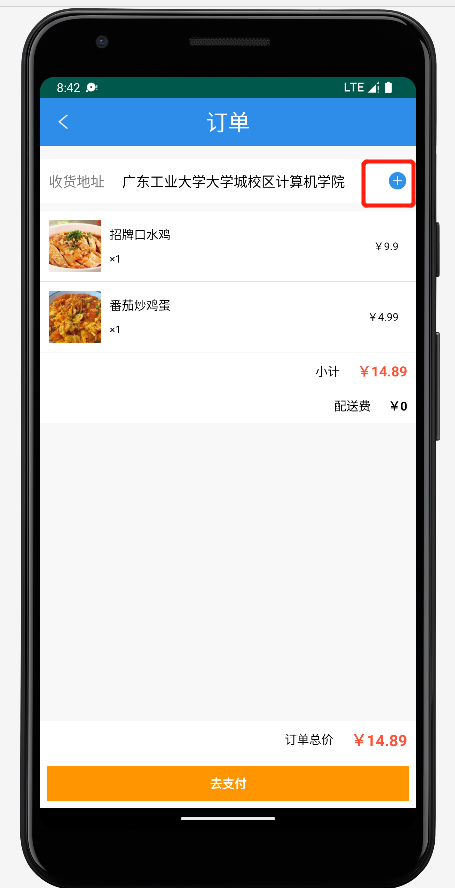 8:42 LTE
订单
收货地址 广东工业大学大学城校区计算机学院
招牌口水鸡
×1
￥9.9
番茄炒鸡蛋
×1
￥4.99
小计 ￥14.89
配送费 ￥0
订单总价 ￥14.89
去支付